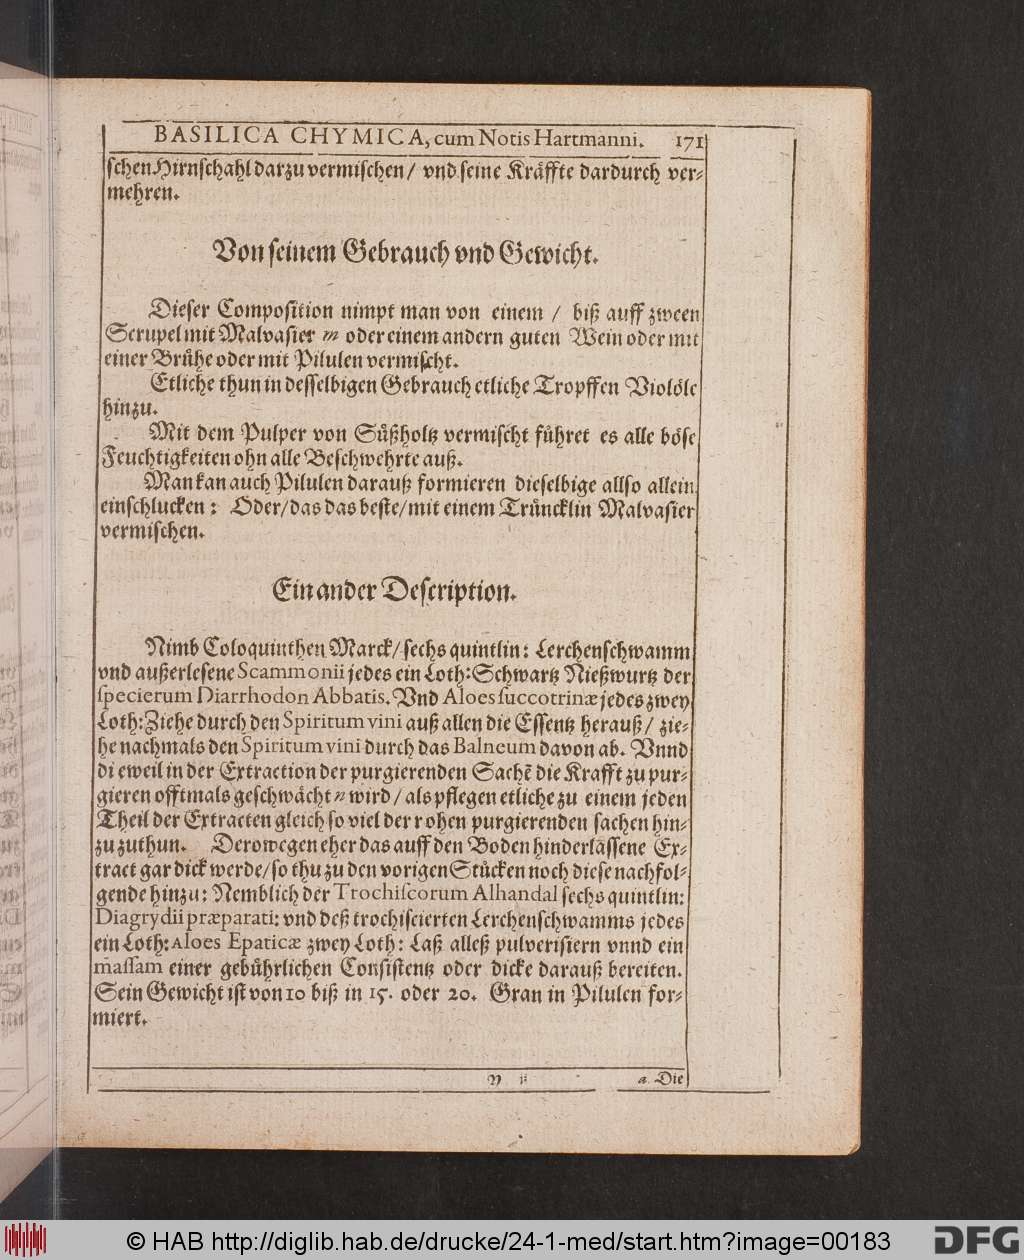 BASILICA CHYMICA, cum Notis Hartmanni. 171
schen Hirnschahl darzu vermischen / vnd seine Kräffte dardurch ver-
mehren.
Von seinem Gebrauch vnd Gewicht.
Dieser Composition nimpt man von einem / biß auff zween
Scrupel mit Malvasier oder einem andern guten Wein oder mit
einer Brühe oder mit Pilulen vermischt.
Etliche thun in desselbigen Gebrauch etliche Tropffen Violöle
hinzu.
Mit dem Pulper von Süßholtz vermischt führet es alle böse
Feuchtigkeiten ohn alle Beschwehrte auß.
Man kan auch Pilulen darauß formieren dieselbige allso allein
einschlucken: Oder / das das beste / mit einem Trüncklin Malvasier
vermischen.
Ein ander Description.
Nimb Coloquinthen Marck / sechs quintlin: Lerchenschwamm
vnd außerlesene Scammonii jedes ein Loth: Schwartz Nießwurtz der
specierum Diarrhodon Abbatis. Vnd Aloes succotrinæ jedes zwey
Loth: Ziehe durch den Spiritum vini auß allen die Essentz herauß / zie-
he nachmals den Spiritum vini durch das Balneum davon ab. Vnnd
di eweil in der Extraction der purgierenden Sachē die Krafft zu pur-
gieren offtmals geschwächt wird / als pflegen etliche zu einem jeden
Theil der Extracten gleich so viel der rohen purgierenden sachen hin-
zu zuthun. Derowegen eher das auff den Boden hinderlässene Ex-
tract gar dick werde / so thu zu den vorigen Stücken noch diese nachfol-
gende hinzu: Nemblich der Trochiscorum Alhandal sechs quintlin:
Diagrydii præparati: vnd deß trochiscierten Lerchenschwamms jedes
ein Loth: Aloes Epaticæ zwey Loth: Laß alleß pulverisiern vnnd ein
massam einer gebührlichen Consistentz oder dicke darauß bereiten.
Sein Gewicht ist von 10 biß in 15. oder 20. Gran in Pilulen for-
miert.
a. Die
© HAB http://diglib.hab.de/drucke/24-1-med/start.htm?image=00183
DFG